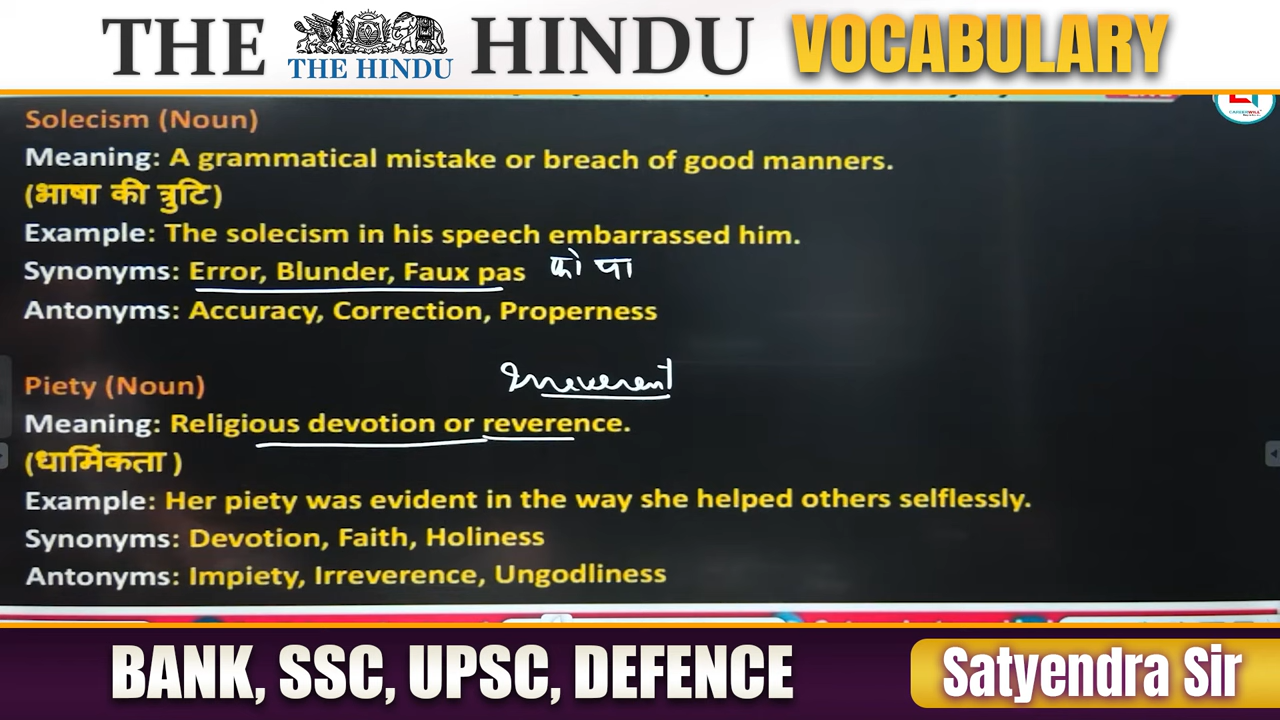 THE THE HINDU HINDU VOCABULARY
Solecism (Noun)
Meaning: A grammatical mistake or breach of good manners.
(भाषा की त्रुटि)
Example: The solecism in his speech embarrassed him.
Synonyms: Error, Blunder, Faux pas फो पा
Antonyms: Accuracy, Correction, Properness
Irreverent
Piety (Noun)
Meaning: Religious devotion or reverence.
(धार्मिकता )
Example: Her piety was evident in the way she helped others selflessly.
Synonyms: Devotion, Faith, Holiness
Antonyms: Impiety, Irreverence, Ungodliness
BANK, SSC, UPSC, DEFENCE
Satyendra Sir